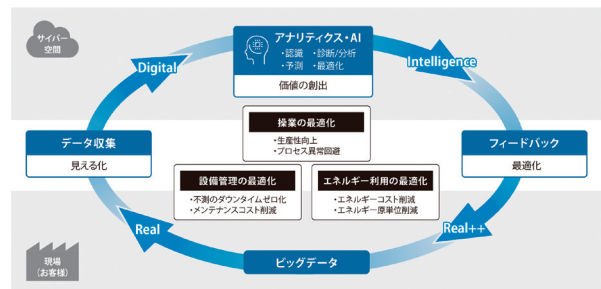 サイバー
空間
アナリティクス・AI
・認識 ・診断/分析
・予測 ・最適化
価値の創出
Digital
Intelligence
操業の最適化
・生産性向上
・プロセス異常回避
データ収集
見える化
フィードバック
最適化
設備管理の最適化
・不測のダウンタイムゼロ化
・メンテナンスコスト削減
エネルギー利用の最適化
・エネルギーコスト削減
・エネルギー原単位削減
Real
Real++
現場
(お客様)
ビッグデータ